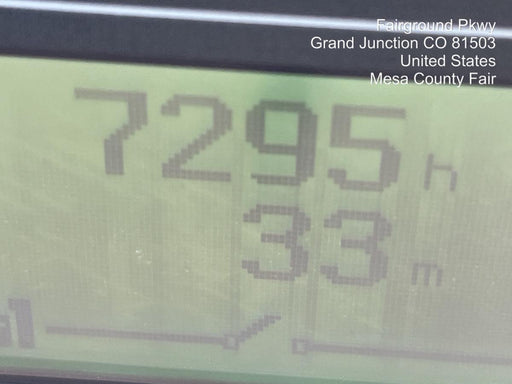 Fairground Pkwy
Grand Junction CO 81503
United States
Mesa County Fair
7295 h
33 m